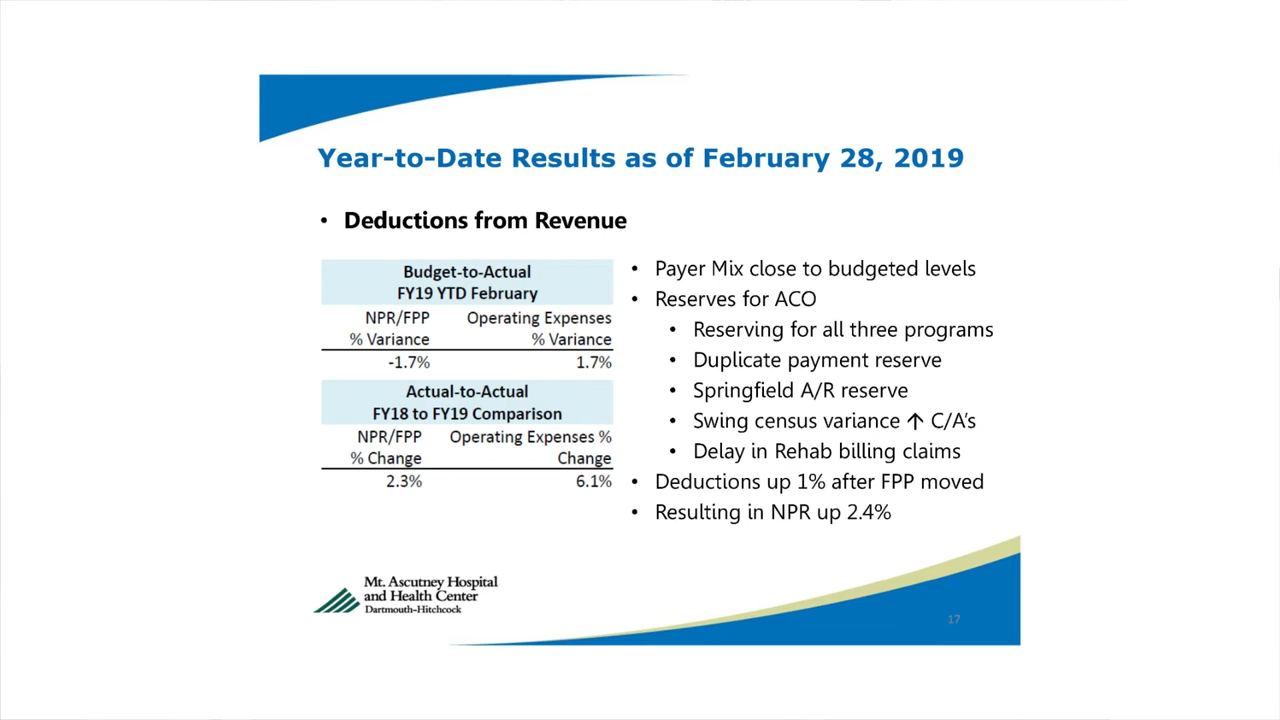 Year-to-Date Results as of February 28, 2019
• Deductions from Revenue
Budget-to-Actual
FY19 YTD February
NPR/FPP Operating Expenses
% Variance % Variance
-1.7% 1.7%
Actual-to-Actual
FY18 to FY19 Comparison
NPR/FPP Operating Expenses %
% Change Change
2.3% 6.1%
• Payer Mix close to budgeted levels
• Reserves for ACO
• Reserving for all three programs
• Duplicate payment reserve
• Springfield A/R reserve
• Swing census variance ↑ C/A's
• Delay in Rehab billing claims
• Deductions up 1% after FPP moved
• Resulting in NPR up 2.4%
Mt. Ascutney Hospital
and Health Center
Dartmouth-Hitchcock
17